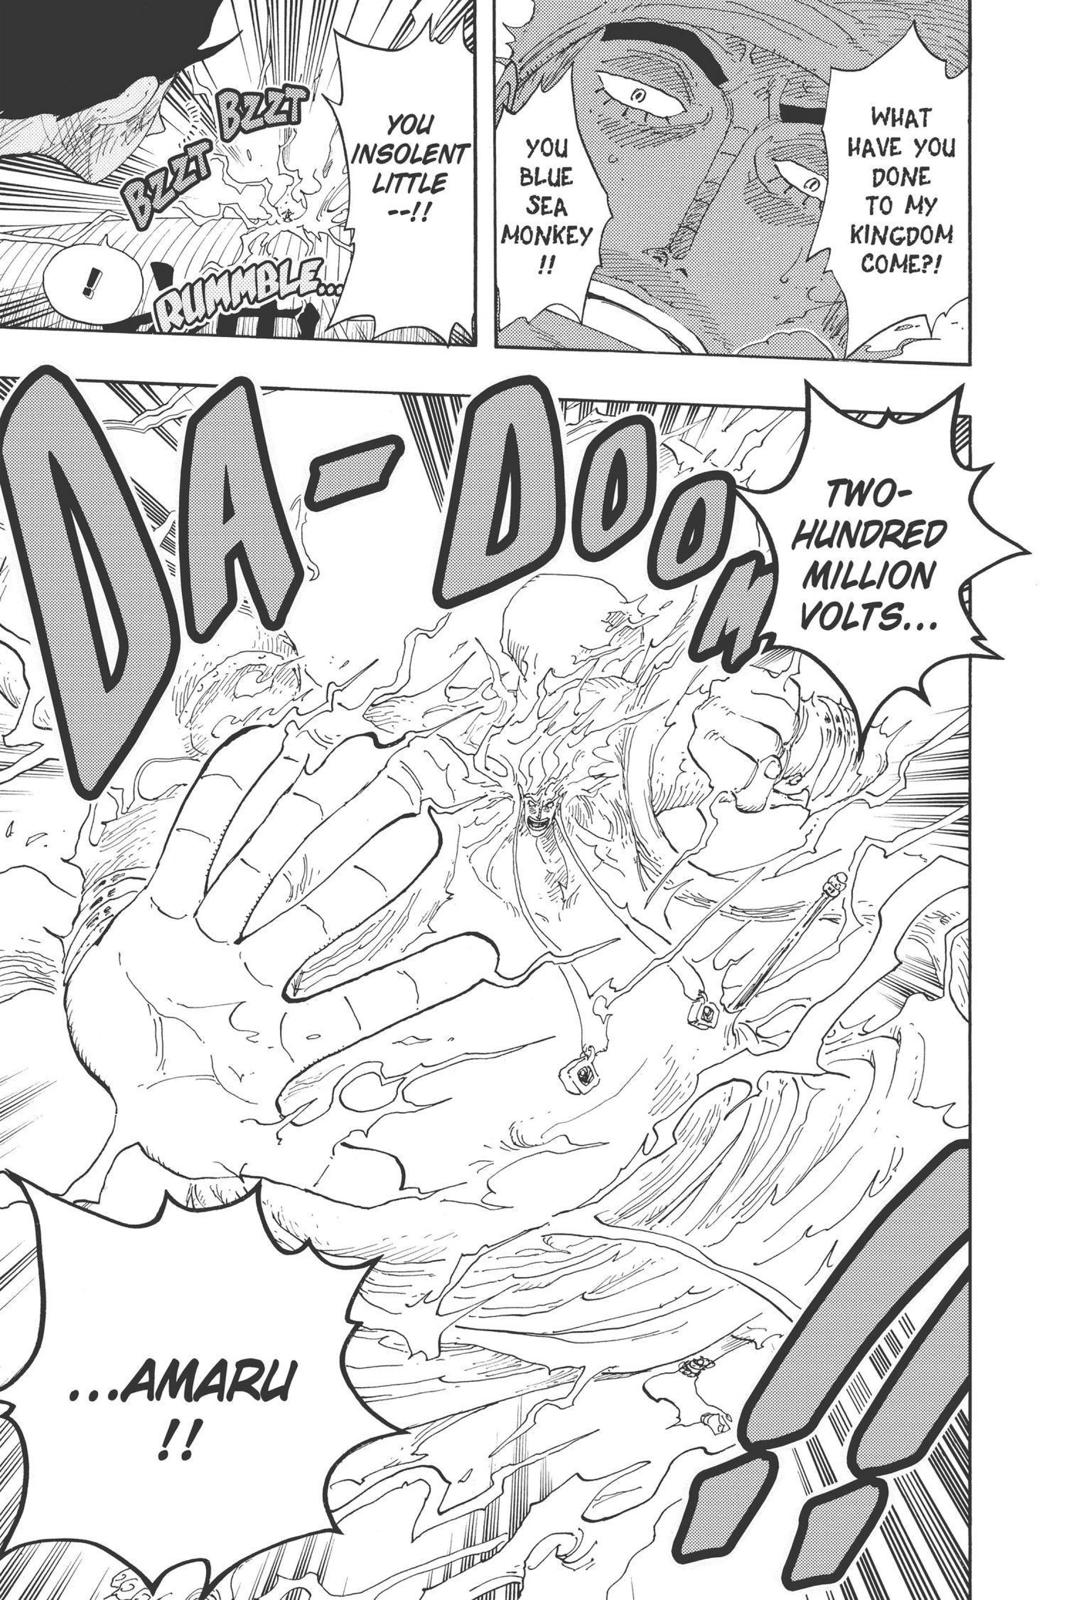 WHAT
HAVE YOU
DONE
TO MY
KINGDOM
COME?!
YOU
BLUE
SEA
MONKEY
!!
YOU
INSOLENT
LITTLE
--!!
BZZT
BZZT
!
RUMMBLE...
TWO-
HUNDRED
MILLION
VOLTS...
DA-DOOM
!!
...AMARU
!!